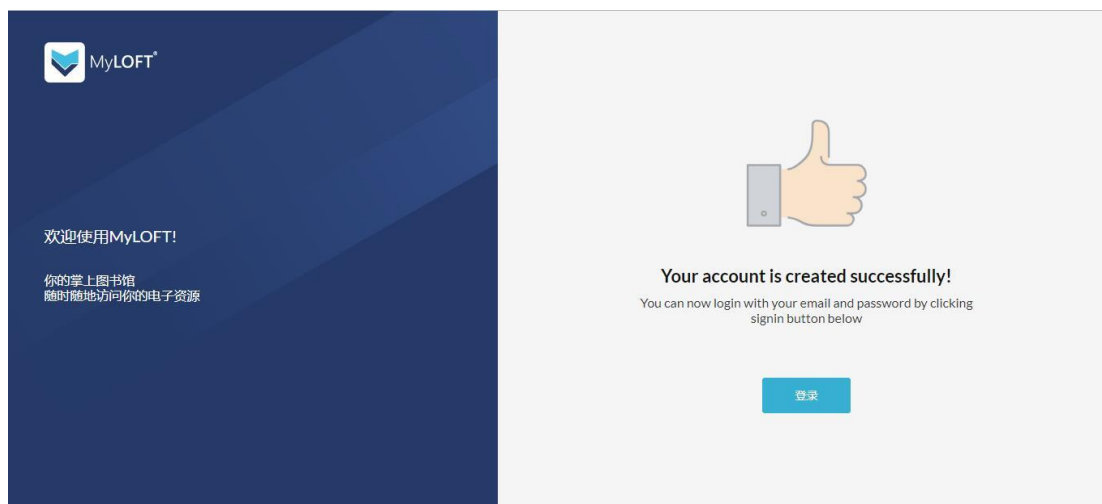 MyLOFT®
欢迎使用MyLOFT!
你的掌上图书馆
随时随地访问你的电子资源
Your account is created successfully!
You can now login with your email and password by clicking
signin button below
登录